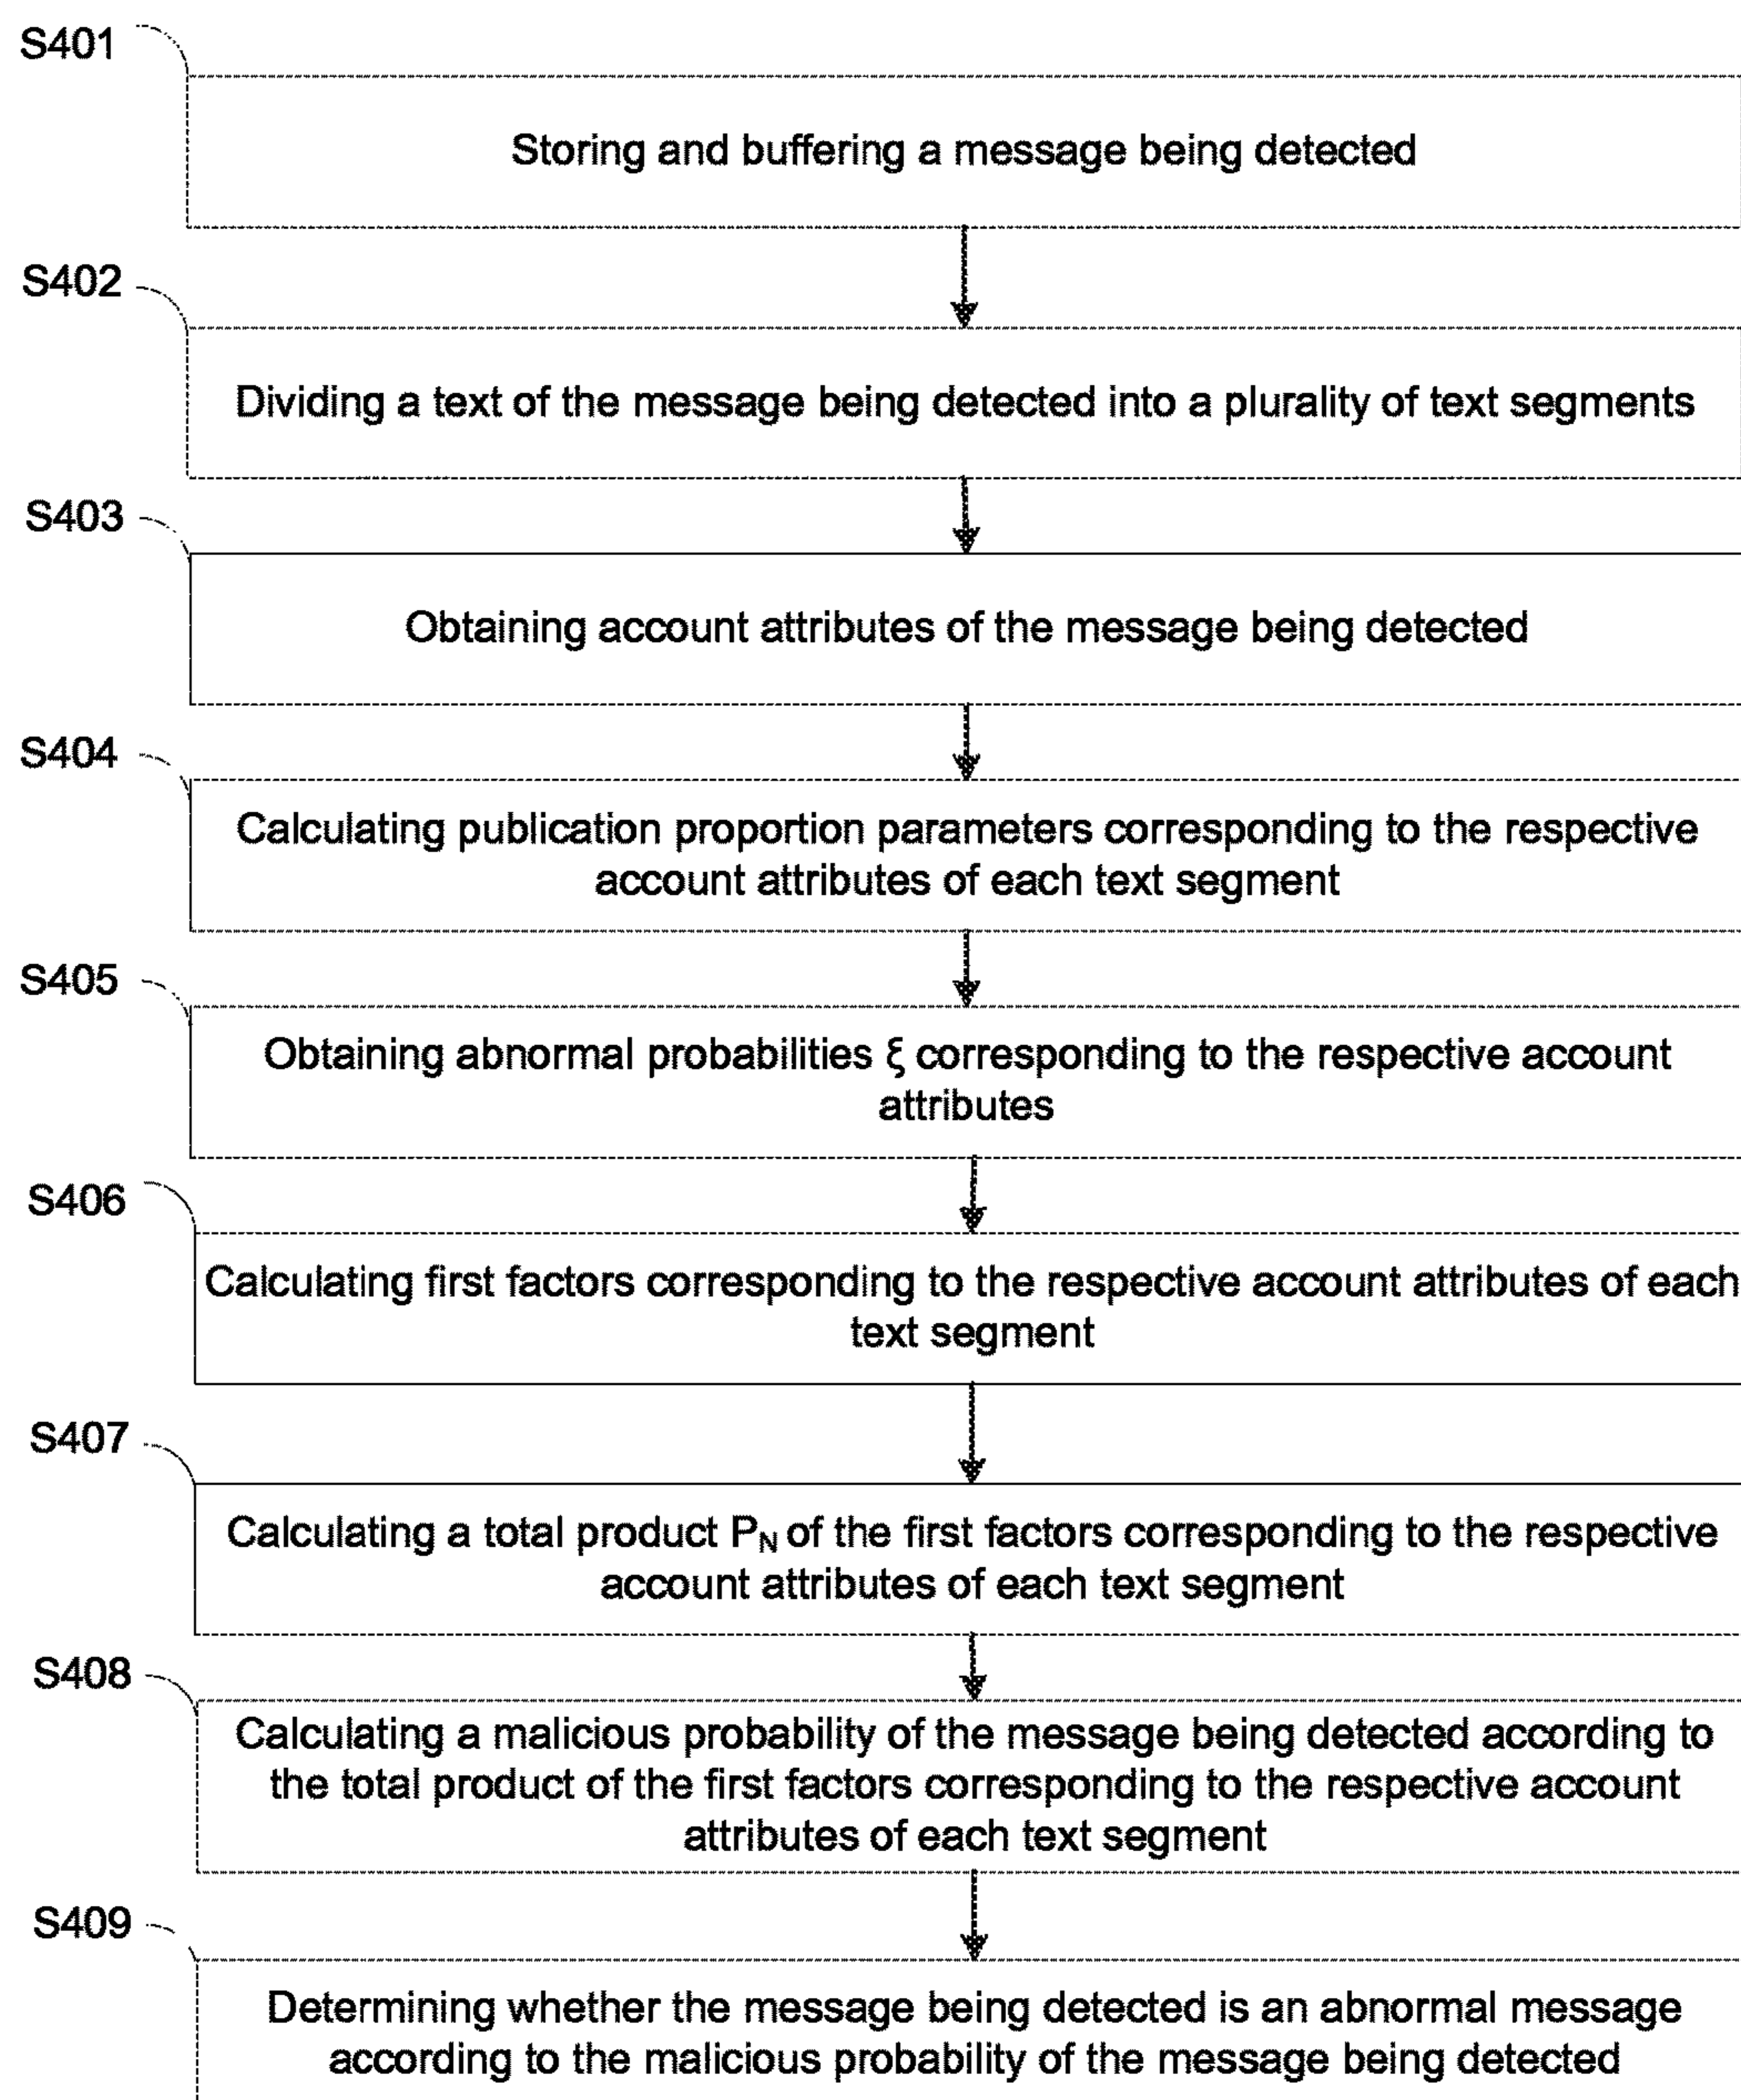 S401
Storing and buffering a message being detected
S402
Dividing a text of the message being detected into a plurality of text segments
S403
Obtaining account attributes of the message being detected
S404
Calculating publication proportion parameters corresponding to the respective
account attributes of each text segment
S405
Obtaining abnormal probabilities ξ corresponding to the respective account
attributes
S406
Calculating first factors corresponding to the respective account attributes of each
text segment
S407
Calculating a total product P_N of the first factors corresponding to the respective
account attributes of each text segment
S408
Calculating a malicious probability of the message being detected according to
the total product of the first factors corresponding to the respective account
attributes of each text segment
S409
Determining whether the message being detected is an abnormal message
according to the malicious probability of the message being detected